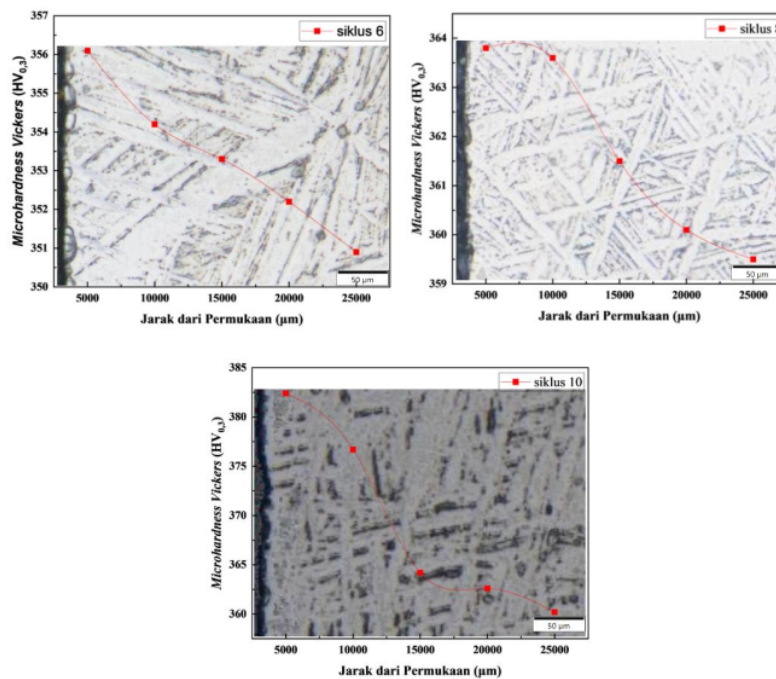 siklus 6
Microhardness Vickers (HV0,3)
356
355
354
353
352
351
350
50 µm
5000 10000 15000 20000 25000
Jarak dari Permukaan (µm)
siklus
Microhardness Vickers (HV0,3)
364
363
362
361
360
359
50 µm
5000 10000 15000 20000 25000
Jarak dari Permukaan (µm)
siklus 10
Microhardness Vickers (HV0,3)
385
380
375
370
365
360
50 µm
5000 10000 15000 20000 25000
Jarak dari Permukaan (µm)